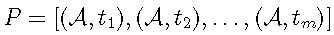 P = [(𝒜, t₁), (𝒜, t₂), . . . , (𝒜, tₘ)]